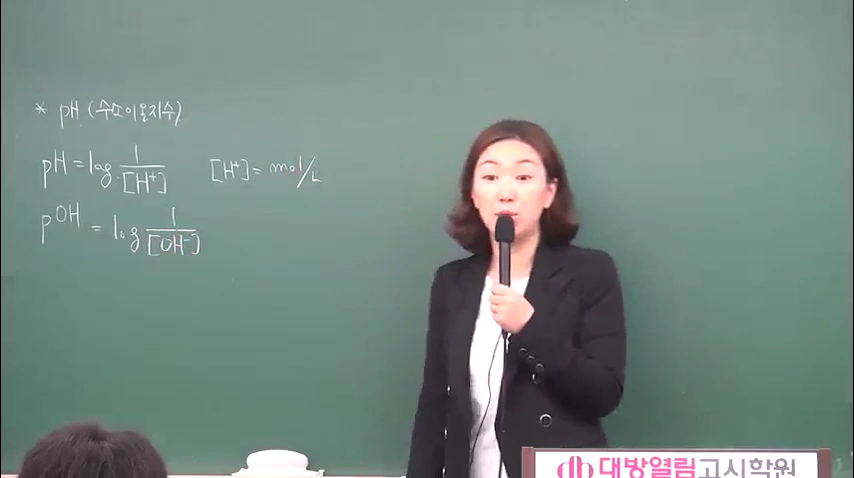 * pH (수소이온지수)
pH = log 1/[H⁺] [H⁺] = mol/L
pOH = log 1/[OH⁻]
db 대방열림고시학원